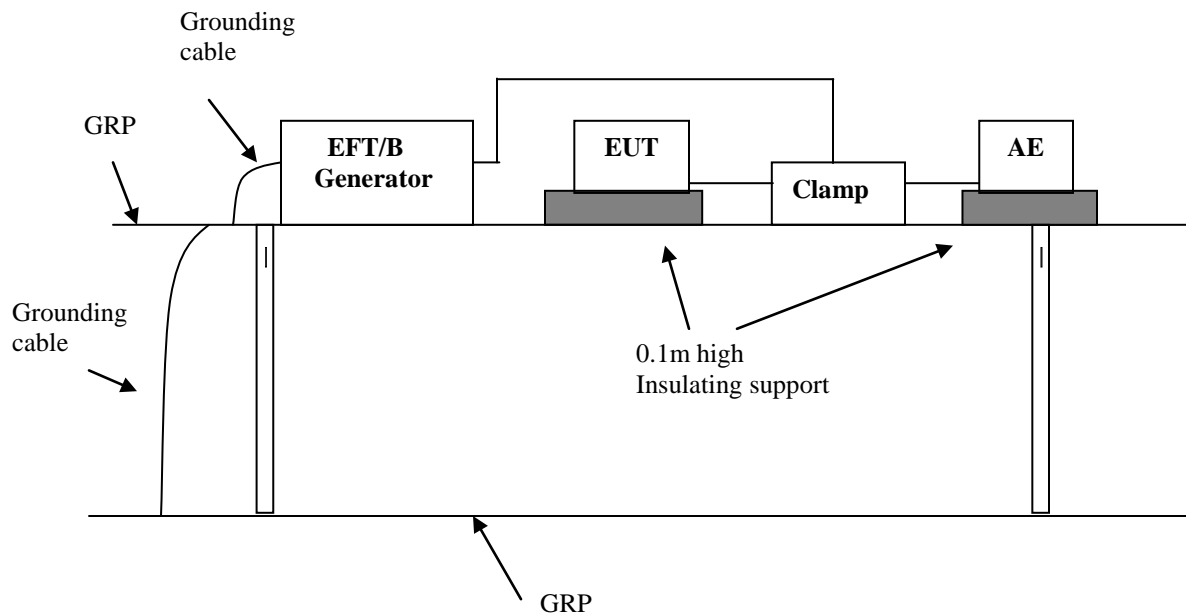 Grounding
cable
GRP
EFT/B
Generator
EUT
Clamp
AE
Grounding
cable
0.1m high
Insulating support
GRP